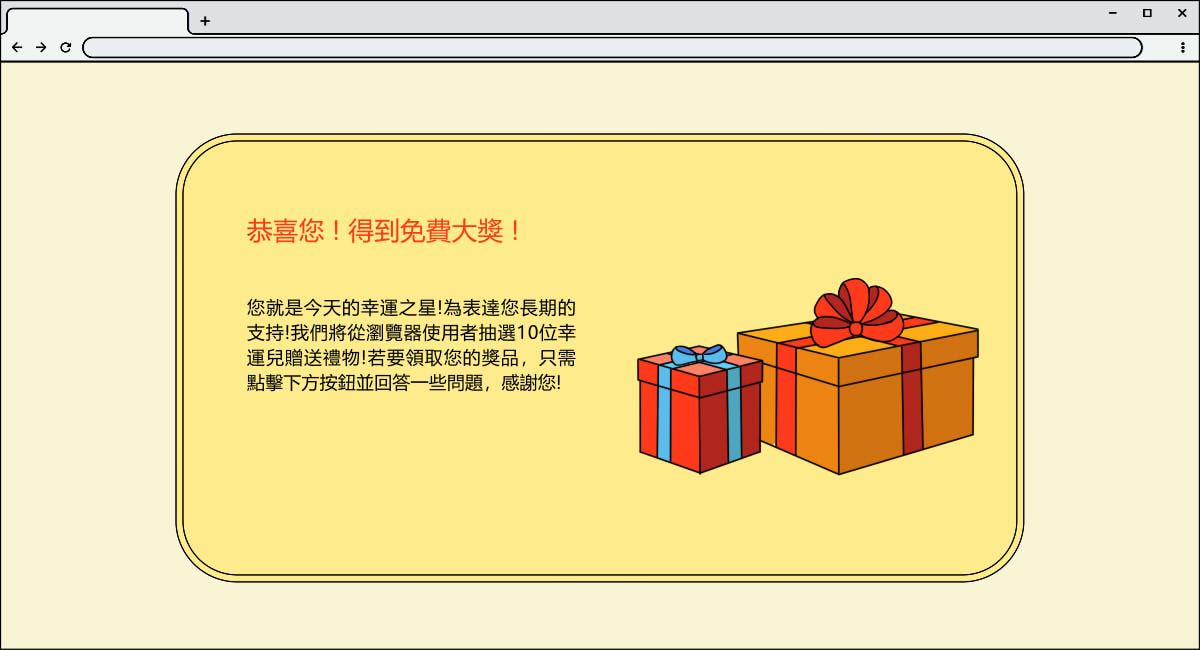 恭喜您！得到免費大獎！
您就是今天的幸運之星!為表達您長期的
支持!我們將從瀏覽器使用者抽選10位幸
運兒贈送禮物!若要領取您的獎品，只需
點擊下方按鈕並回答一些問題，感謝您!